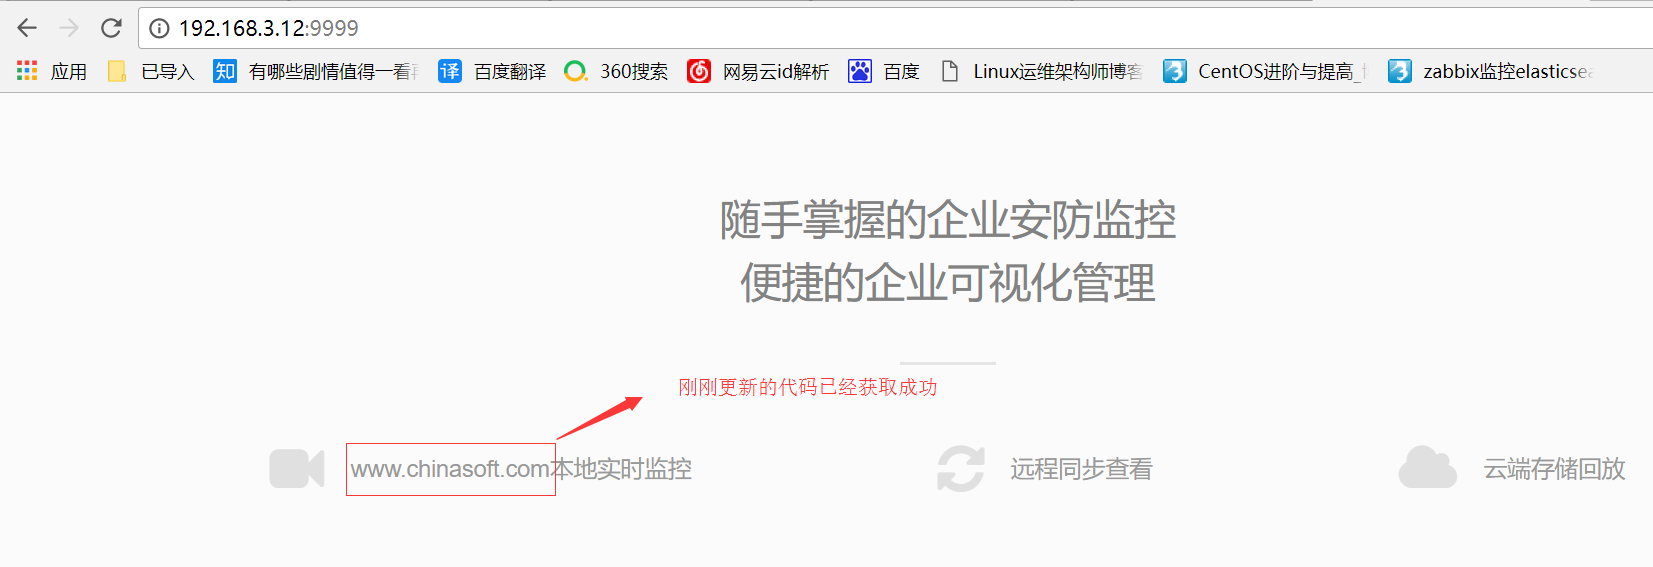 192.168.3.12:9999
应用 已导入 知 有哪些剧情值得一看 译 百度翻译 360搜索 网易云id解析 百度 Linux运维架构师博客 CentOS进阶与提高_ zabbix监控elasticse
随手掌握的企业安防监控
便捷的企业可视化管理
刚刚更新的代码已经获取成功
www.chinasoft.com本地实时监控 远程同步查看 云端存储回放